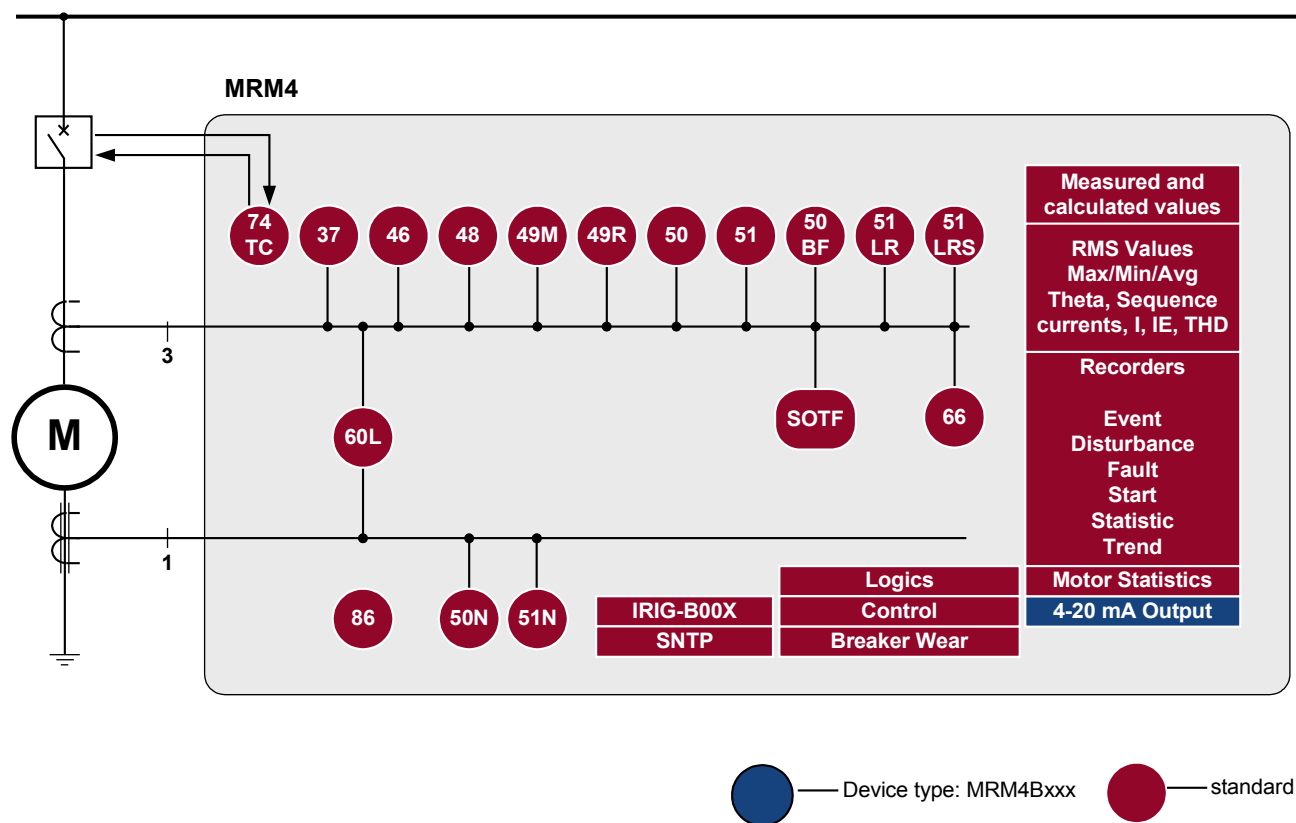 MRM4
74
TC
37
46
48
49M
49R
50
51
50
BF
51
LR
51
LRS
Measured and
calculated values
RMS Values
Max/Min/Avg
Theta, Sequence
currents, I, IE, THD
3
Recorders
Event
Disturbance
Fault
Start
Statistic
Trend
M
60L
SOTF
66
1
86
50N
51N
IRIG-B00X
SNTP
Logics
Control
Breaker Wear
Motor Statistics
4-20 mA Output
Device type: MRM4Bxxx
standard